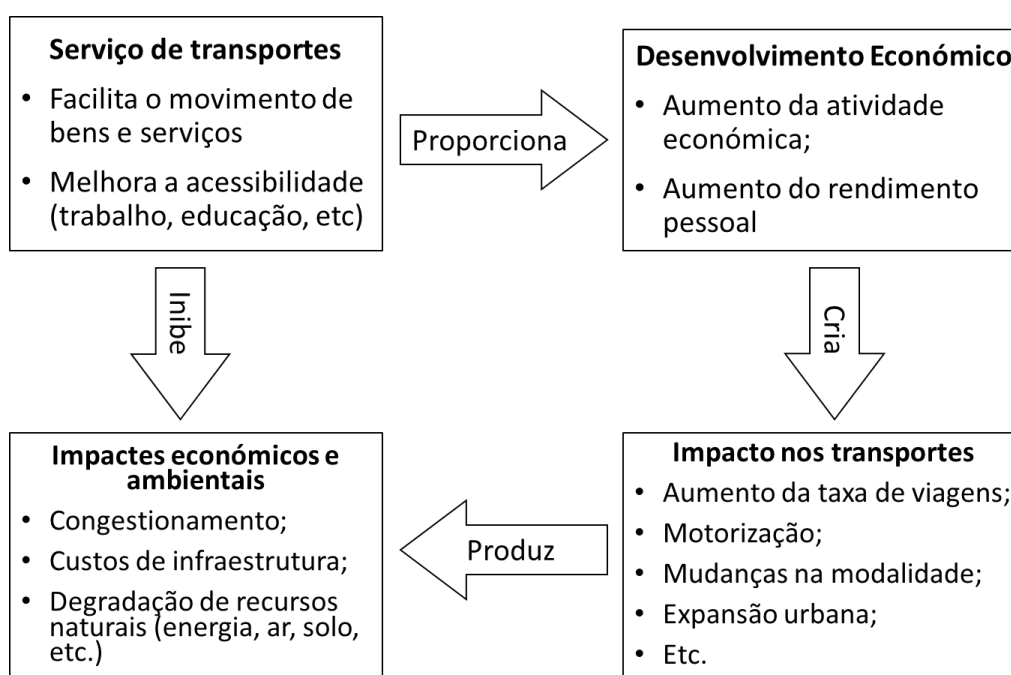 Serviço de transportes
• Facilita o movimento de
bens e serviços
• Melhora a acessibilidade
(trabalho, educação, etc)
Proporciona
Desenvolvimento Económico
• Aumento da atividade
económica;
• Aumento do rendimento
pessoal
Inibe
Cria
Impactes económicos e
ambientais
• Congestionamento;
• Custos de infraestrutura;
• Degradação de recursos
naturais (energia, ar, solo,
etc.)
Produz
Impacto nos transportes
• Aumento da taxa de viagens;
• Motorização;
• Mudanças na modalidade;
• Expansão urbana;
• Etc.